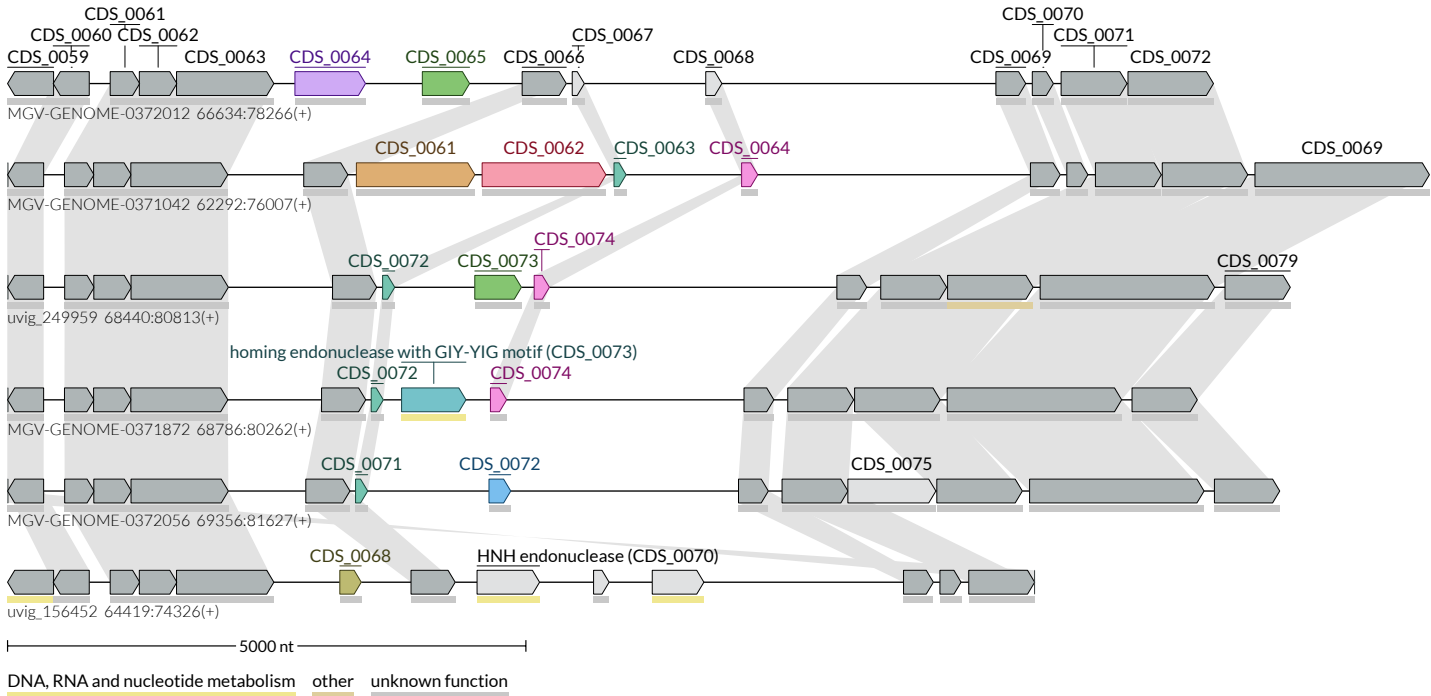 CDS_0061
CDS_0070
CDS_0060 CDS_0062 CDS_0067 CDS_0071
CDS_0059 CDS_0063 CDS_0064 CDS_0065 CDS_0066 CDS_0068 CDS_0069 CDS_0072
MGV-GENOME-0372012 66634:78266(+)
CDS_0061 CDS_0062 CDS_0063 CDS_0064 CDS_0069
MGV-GENOME-0371042 62292:76007(+)
CDS_0074
CDS_0072 CDS_0073 CDS_0079
uvig_249959 68440:80813(+)
homing endonuclease with GIY-YIG motif (CDS_0073)
CDS_0072 CDS_0074
MGV-GENOME-0371872 68786:80262(+)
CDS_0071 CDS_0072 CDS_0075
MGV-GENOME-0372056 69356:81627(+)
CDS_0068 HNH endonuclease (CDS_0070)
uvig_156452 64419:74326(+)
5000 nt
DNA, RNA and nucleotide metabolism other unknown function